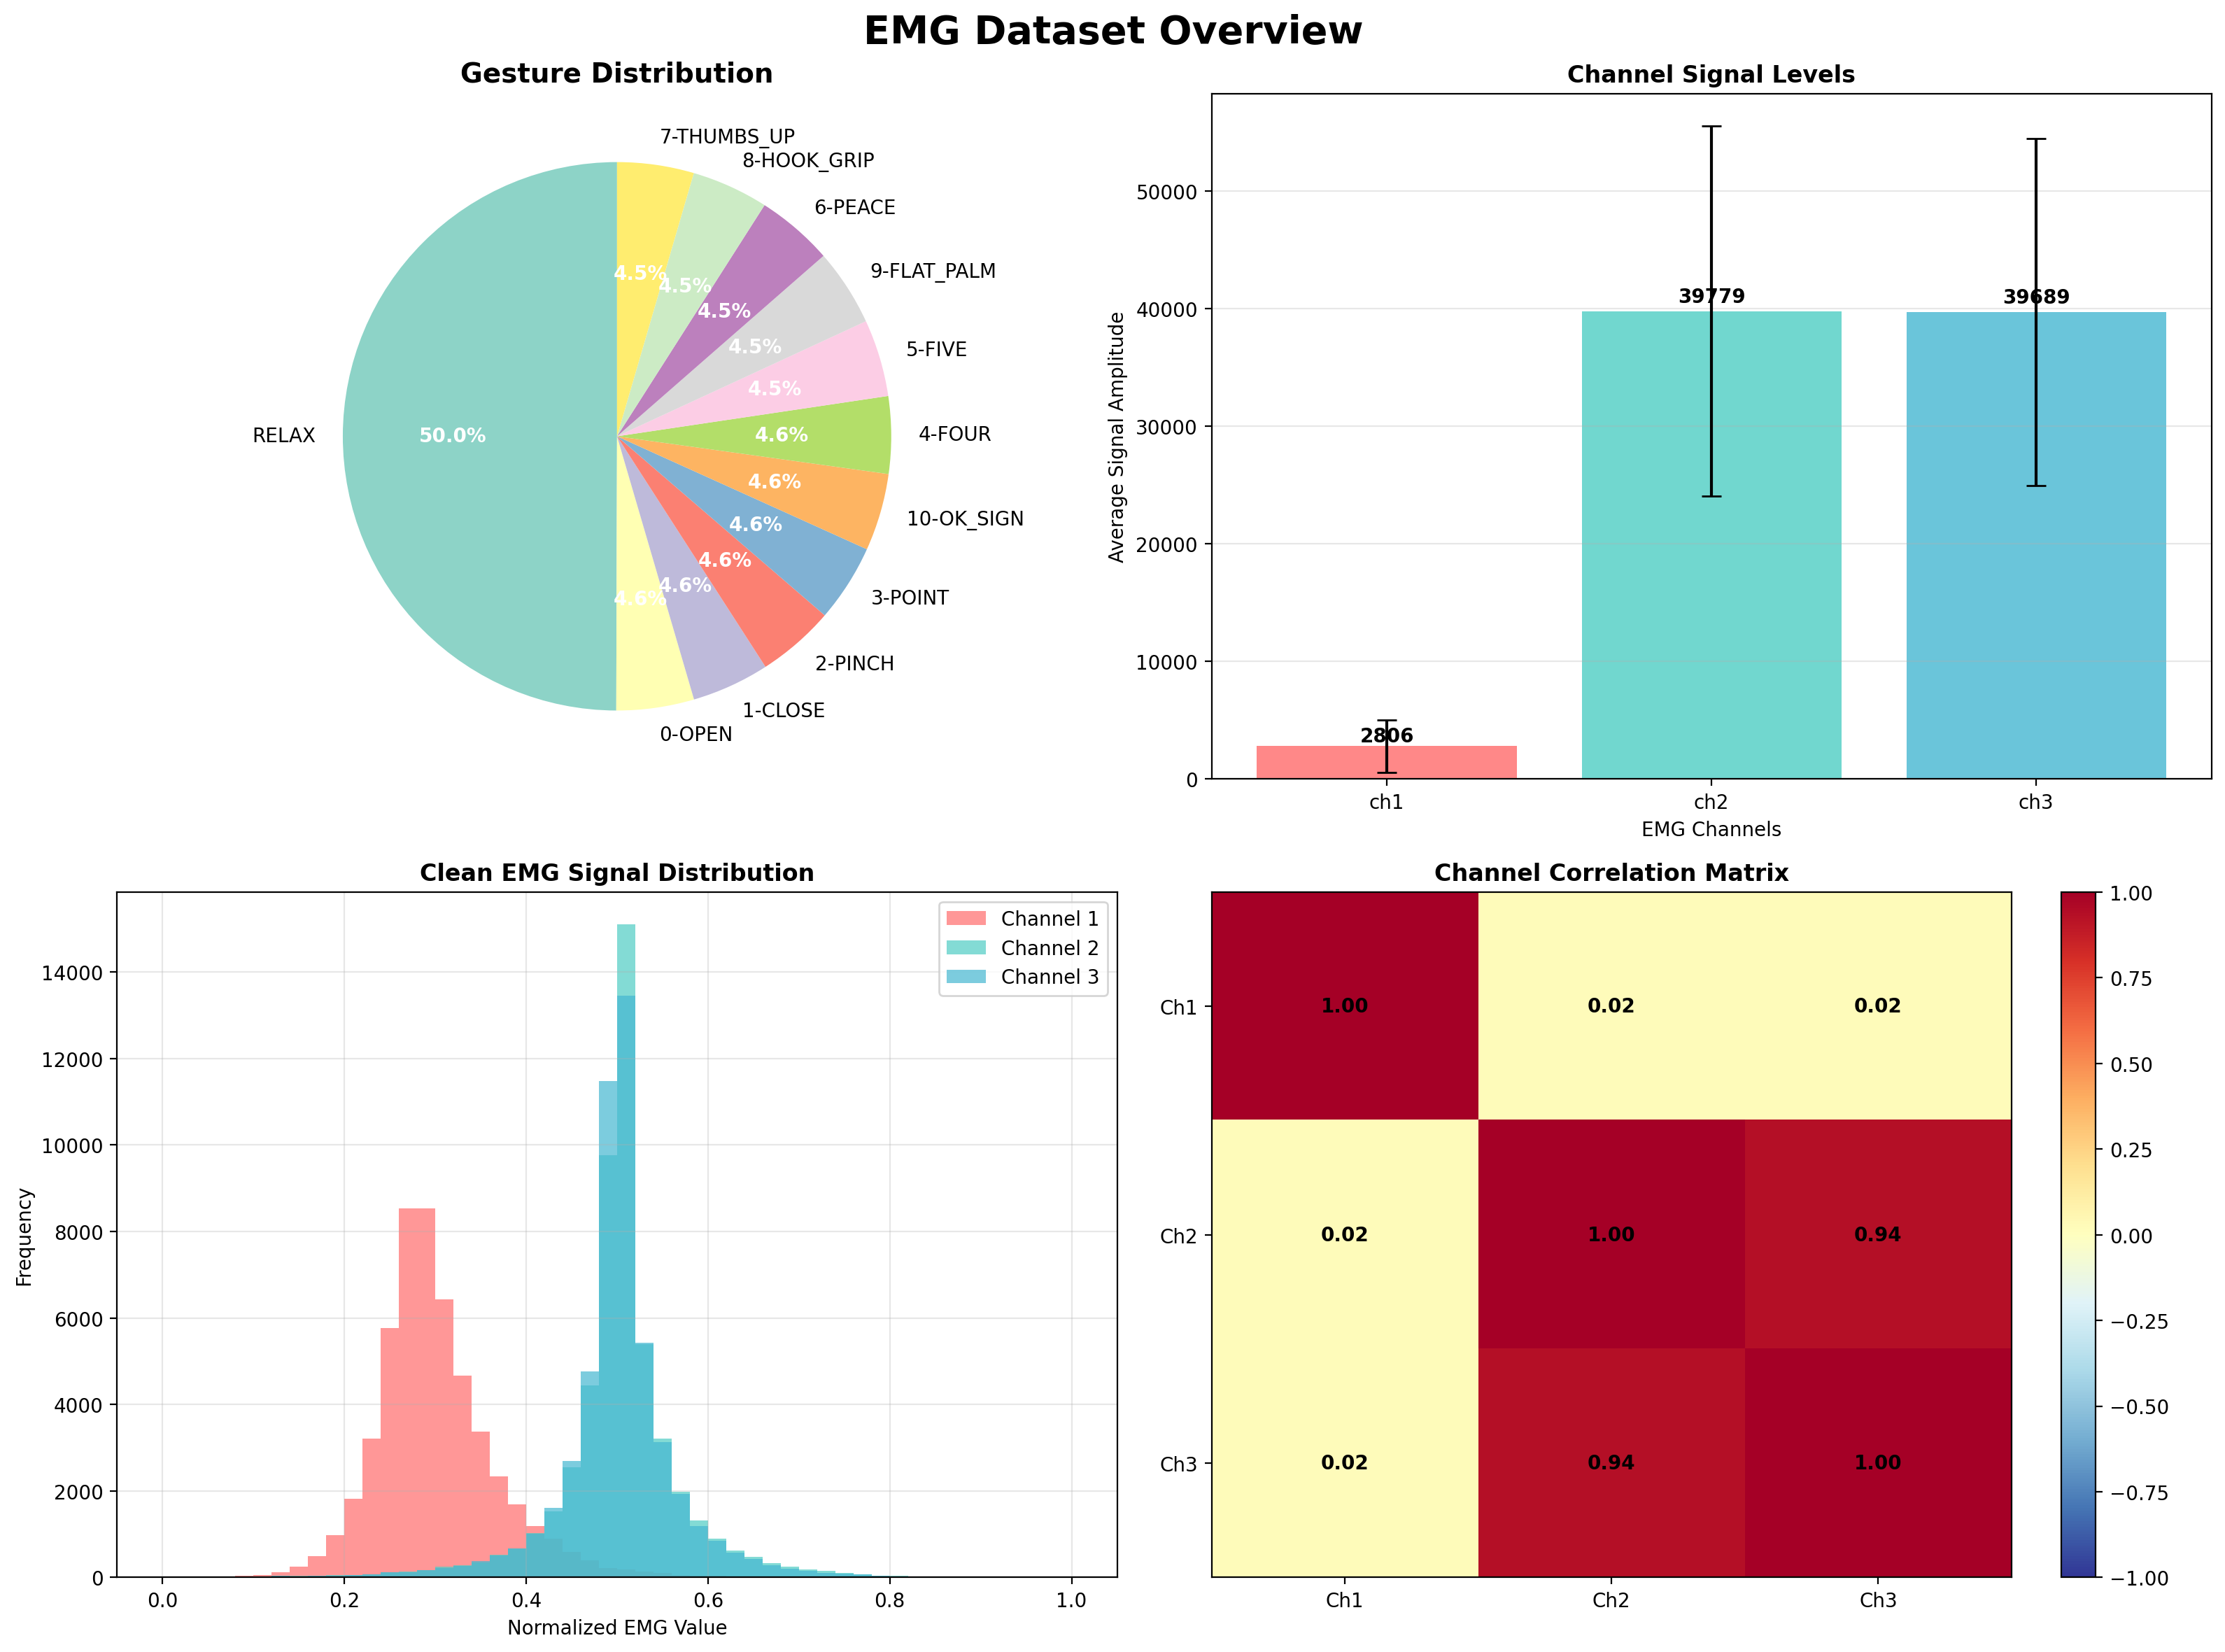 EMG Dataset Overview
Gesture Distribution
7-THUMBS_UP
8-HOOK_GRIP
6-PEACE
9-FLAT_PALM
5-FIVE
4-FOUR
10-OK_SIGN
3-POINT
2-PINCH
1-CLOSE
0-OPEN
RELAX
50.0%
4.5%
4.5%
4.5%
4.5%
4.5%
4.6%
4.6%
4.6%
4.6%
4.6%
4.6%
Channel Signal Levels
Average Signal Amplitude
50000
40000
30000
20000
10000
0
2806
39779
39689
ch1 ch2 ch3
EMG Channels
Clean EMG Signal Distribution
Frequency
14000
12000
10000
8000
6000
4000
2000
0
Channel 1
Channel 2
Channel 3
0.0 0.2 0.4 0.6 0.8 1.0
Normalized EMG Value
Channel Correlation Matrix
Ch1 1.00 0.02 0.02
Ch2 0.02 1.00 0.94
Ch3 0.02 0.94 1.00
Ch1 Ch2 Ch3
1.00
0.75
0.50
0.25
0.00
−0.25
−0.50
−0.75
−1.00